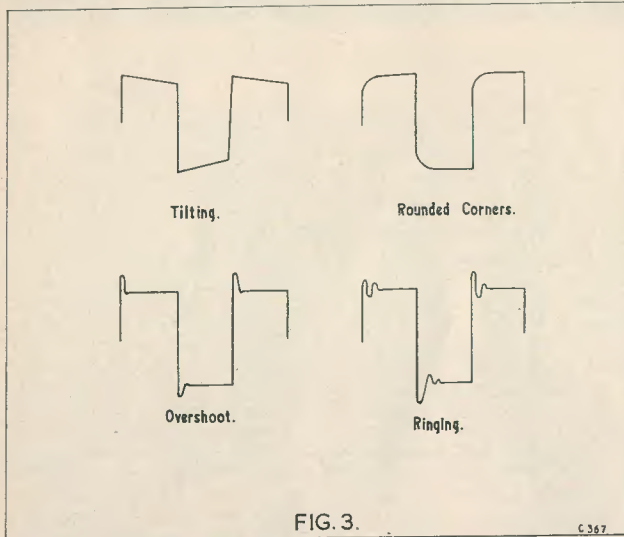 Tilting.
Rounded Corners.
Overshoot.
Ringing.
FIG. 3.
C 367